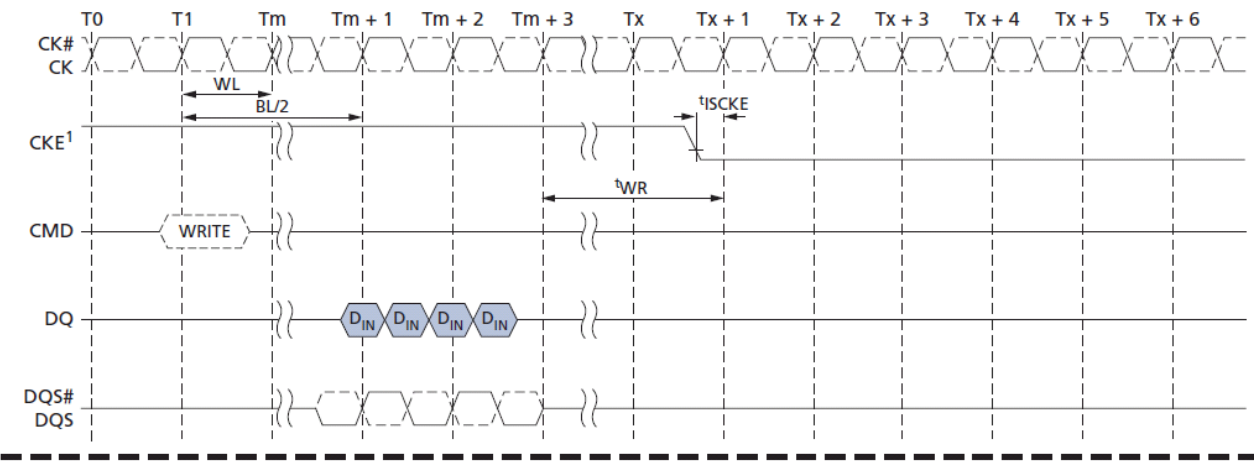 T0 T1 Tm Tm + 1 Tm + 2 Tm + 3 Tx Tx + 1 Tx + 2 Tx + 3 Tx + 4 Tx + 5 Tx + 6
CK#
CK
WL
BL/2
tISCKE
CKE1
tWR
CMD WRITE
DQ DIN DIN DIN DIN
DQS#
DQS